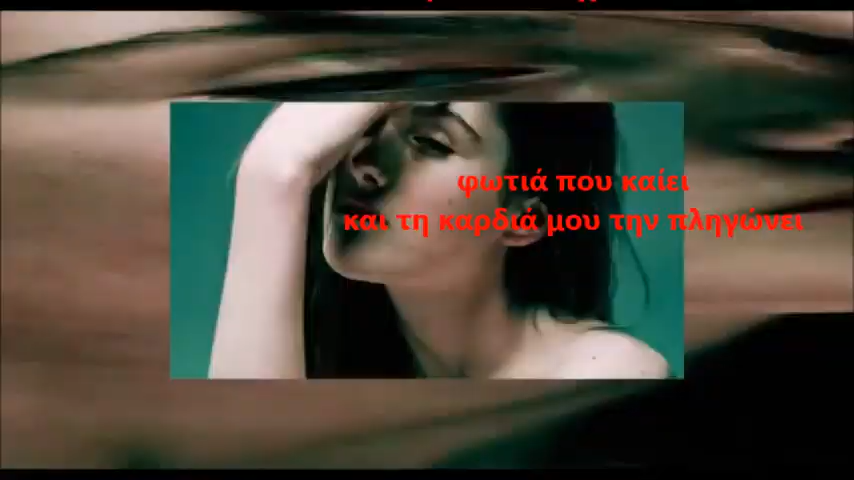 φωτιά που καίει
και τη καρδιά μου την πληγώνει